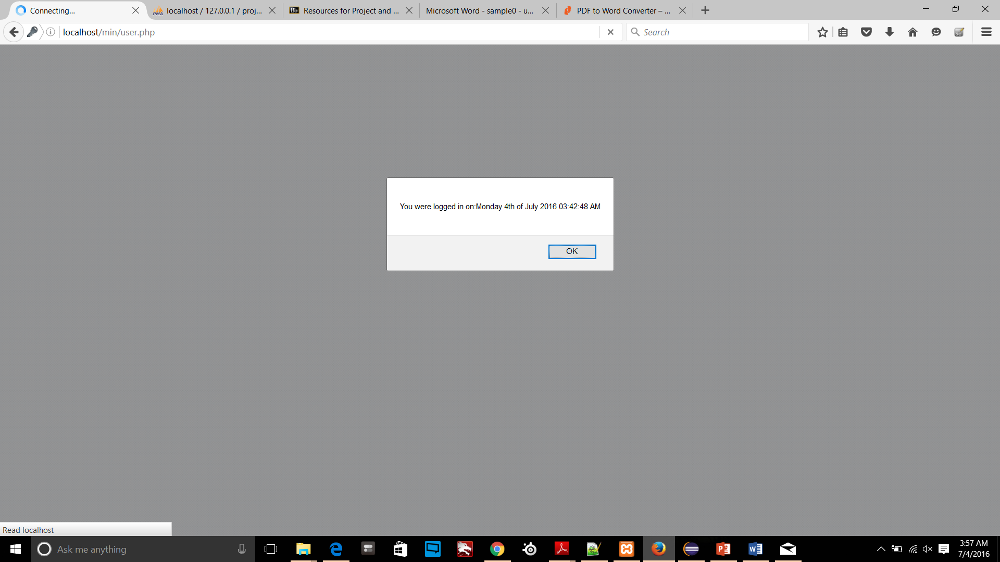 Connecting...
localhost / 127.0.0.1 / proj...
Bb Resources for Project and ...
Microsoft Word - sample0 - u...
PDF to Word Converter – ...
PMA
localhost/min/user.php
Search
You were logged in on:Monday 4th of July 2016 03:42:48 AM
OK
Read localhost
Ask me anything
3:57 AM
7/4/2016